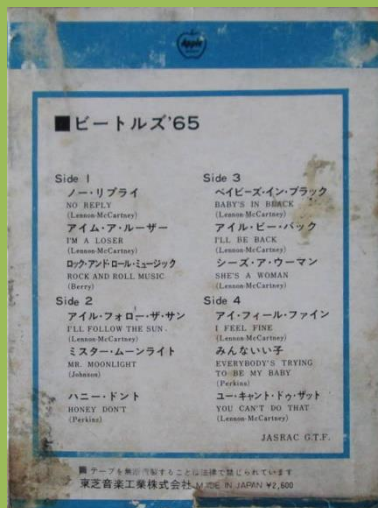 Apple
■ビートルズ'65
Side 1
ノー・リプライ
NO REPLY
(Lennon-McCartney)
アイム・ア・ルーザー
I'M A LOSER
(Lennon-McCartney)
ロック・アンド・ロール・ミュージック
ROCK AND ROLL MUSIC
(Berry)
Side 2
アイル・フォロー・ザ・サン
I'LL FOLLOW THE SUN
(Lennon-McCartney)
ミスター・ムーンライト
MR. MOONLIGHT
(Johnson)
ハニー・ドント
HONEY DON'T
(Perkins)
Side 3
ベイビーズ・イン・ブラック
BABY'S IN BLACK
(Lennon-McCartney)
アイル・ビー・バック
I'LL BE BACK
(Lennon-McCartney)
シーズ・ア・ウーマン
SHE'S A WOMAN
(Lennon-McCartney)
Side 4
アイ・フィール・ファイン
I FEEL FINE
(Lennon-McCartney)
みんないい子
EVERYBODY'S TRYING
TO BE MY BABY
(Perkins)
ユー・キャント・ドゥ・ザット
YOU CAN'T DO THAT
(Lennon-McCartney)
JASRAC G.T.F.
■テープを無断複製することは法律で禁じられています
東芝音楽工業株式会社 MADE IN JAPAN ¥2,600